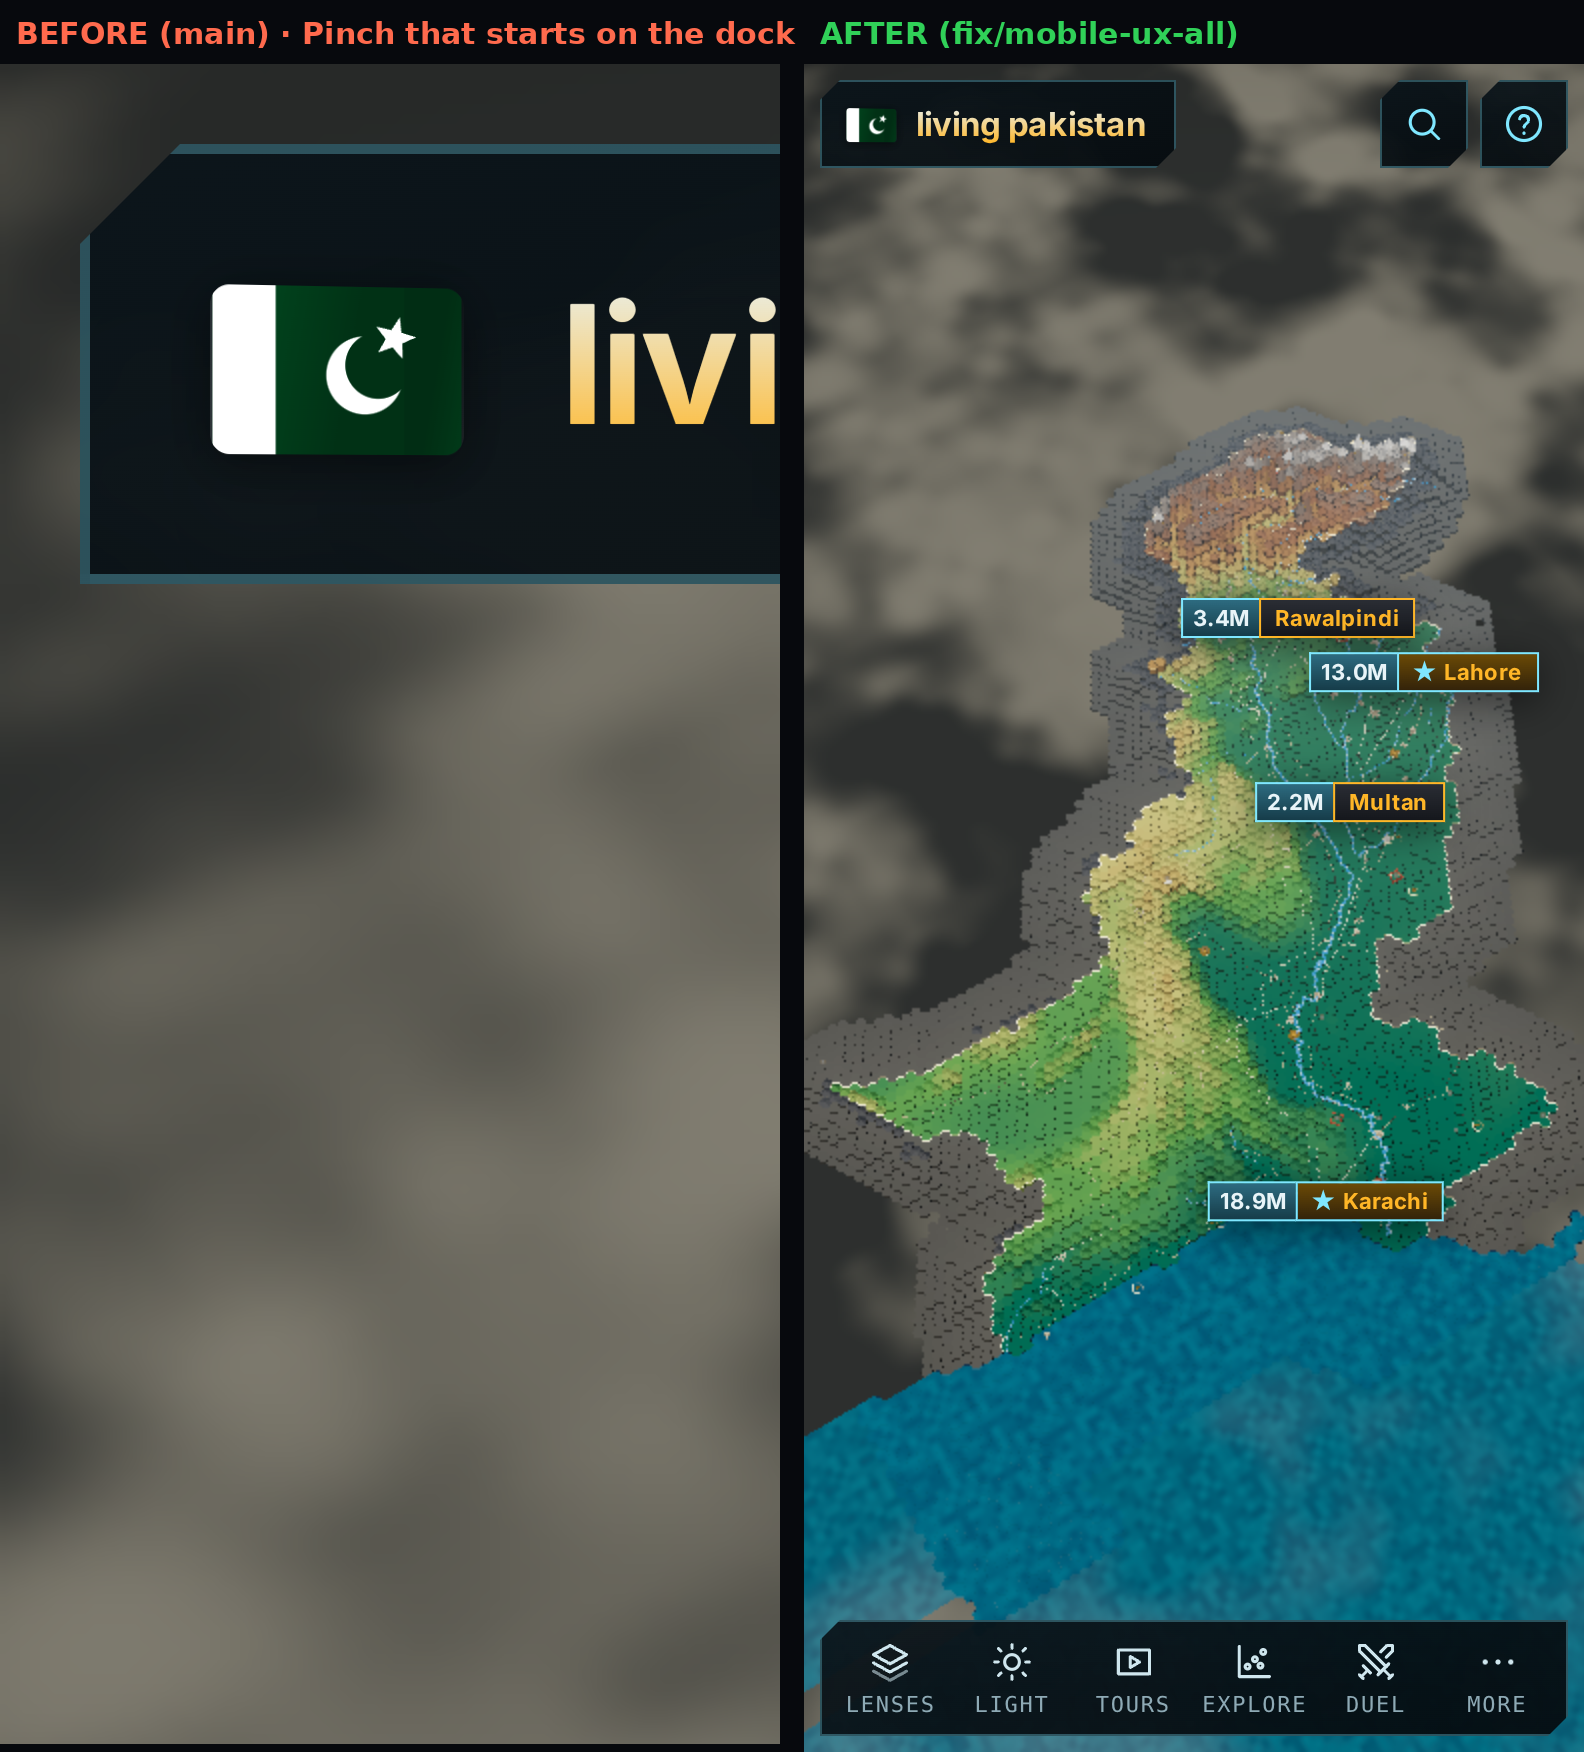 BEFORE (main) · Pinch that starts on the dock
AFTER (fix/mobile-ux-all)
livi
living pakistan
3.4M Rawalpindi
13.0M ★ Lahore
2.2M Multan
18.9M ★ Karachi
LENSES LIGHT TOURS EXPLORE DUEL MORE